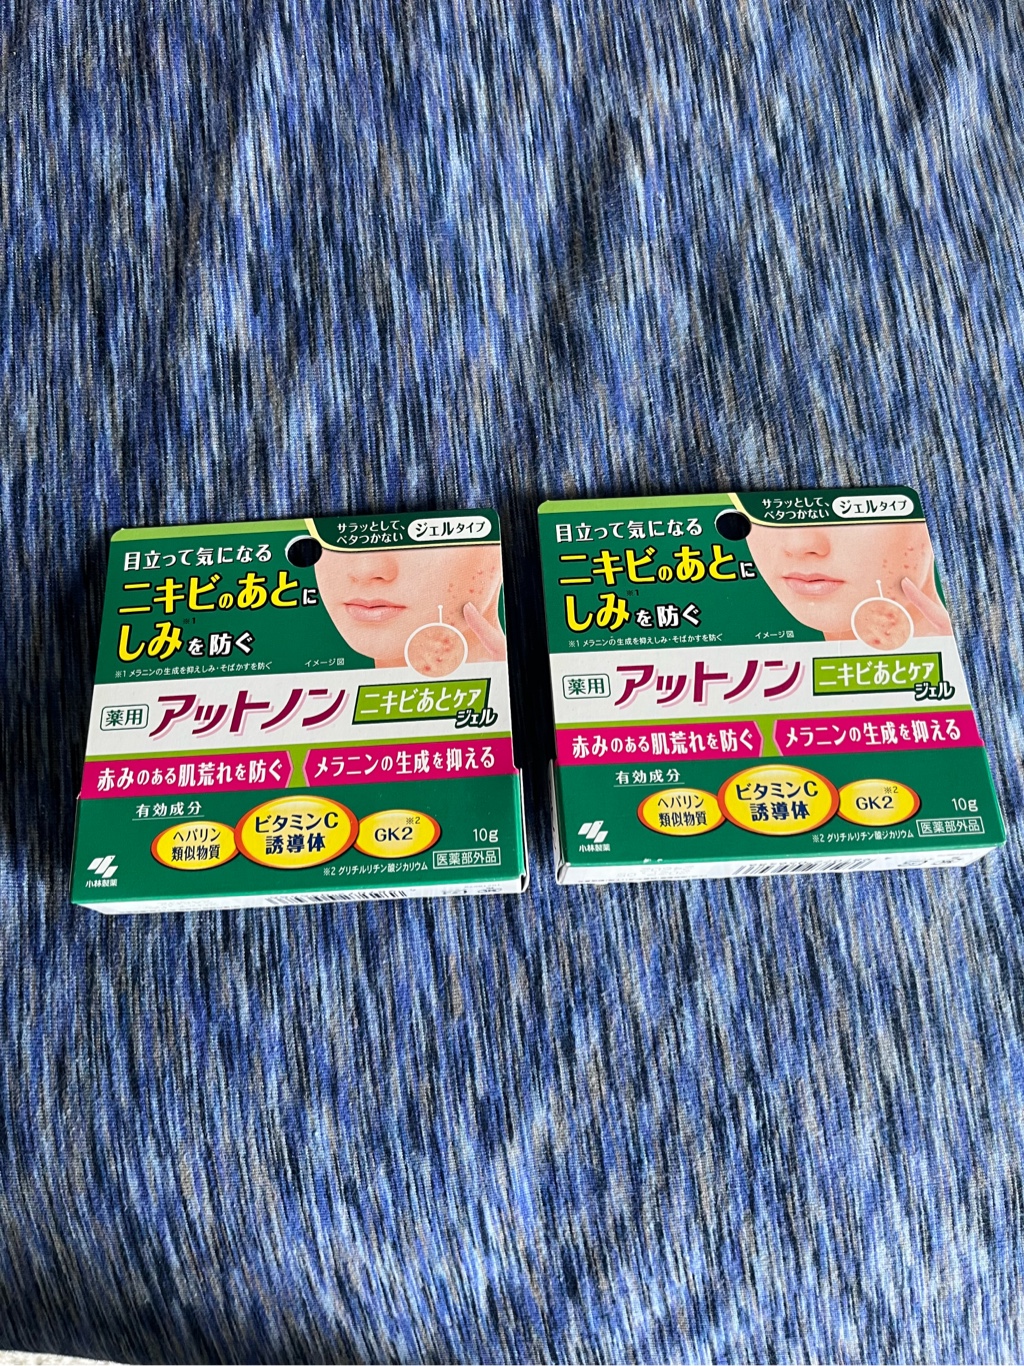 サラッとして、
ベタつかない
ジェルタイプ
目立って気になる
ニキビのあとに
しみ※1を防ぐ
※1 メラニンの生成を抑えしみ・そばかすを防ぐ
イメージ図
薬用
アットノン
ニキビあとケア
ジェル
赤みのある肌荒れを防ぐ
メラニンの生成を抑える
有効成分
ヘパリン
類似物質
ビタミンC
誘導体
GK2※2
10g
※2 グリチルリチン酸ジカリウム
医薬部外品
小林製薬
サラッとして、
ベタつかない
ジェルタイプ
目立って気になる
ニキビのあとに
しみ※1を防ぐ
※1 メラニンの生成を抑えしみ・そばかすを防ぐ
イメージ図
薬用
アットノン
ニキビあとケア
ジェル
赤みのある肌荒れを防ぐ
メラニンの生成を抑える
有効成分
ヘパリン
類似物質
ビタミンC
誘導体
GK2※2
10g
※2 グリチルリチン酸ジカリウム
医薬部外品
小林製薬